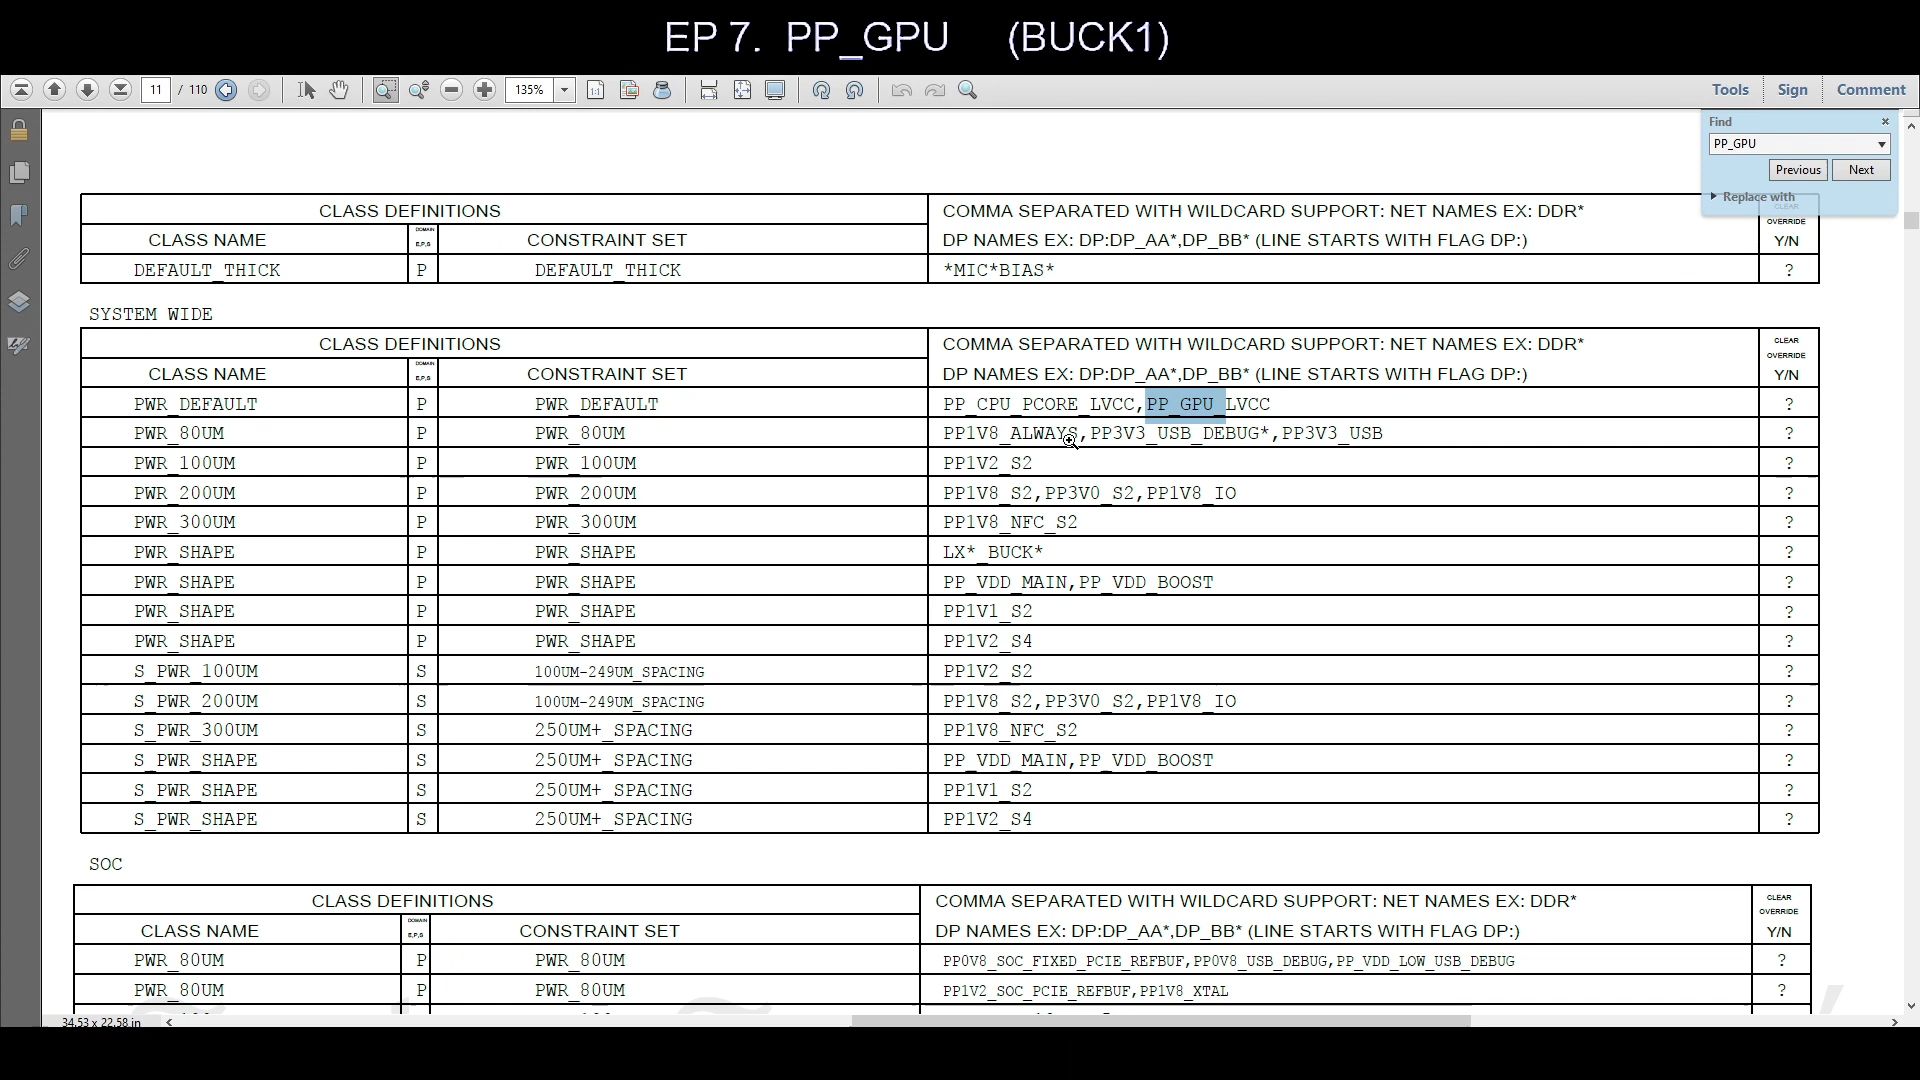 EP 7. PP_GPU (BUCK1)
11 / 110 135% Tools Sign Comment
Find
PP_GPU
Previous Next
Replace with
CLASS DEFINITIONS COMMA SEPARATED WITH WILDCARD SUPPORT: NET NAMES EX: DDR* CLEAR
OVERRIDE
CLASS NAME DOMAIN E,P,S CONSTRAINT SET DP NAMES EX: DP:DP_AA*,DP_BB* (LINE STARTS WITH FLAG DP:) Y/N
DEFAULT_THICK P DEFAULT_THICK *MIC*BIAS* ?
SYSTEM WIDE
CLASS DEFINITIONS COMMA SEPARATED WITH WILDCARD SUPPORT: NET NAMES EX: DDR* CLEAR
OVERRIDE
CLASS NAME DOMAIN E,P,S CONSTRAINT SET DP NAMES EX: DP:DP_AA*,DP_BB* (LINE STARTS WITH FLAG DP:) Y/N
PWR_DEFAULT P PWR_DEFAULT PP_CPU_PCORE_LVCC,PP_GPU_LVCC ?
PWR_80UM P PWR_80UM PP1V8_ALWAYS,PP3V3_USB_DEBUG*,PP3V3_USB ?
PWR_100UM P PWR_100UM PP1V2_S2 ?
PWR_200UM P PWR_200UM PP1V8_S2,PP3V0_S2,PP1V8_IO ?
PWR_300UM P PWR_300UM PP1V8_NFC_S2 ?
PWR_SHAPE P PWR_SHAPE LX*_BUCK* ?
PWR_SHAPE P PWR_SHAPE PP_VDD_MAIN,PP_VDD_BOOST ?
PWR_SHAPE P PWR_SHAPE PP1V1_S2 ?
PWR_SHAPE P PWR_SHAPE PP1V2_S4 ?
S_PWR_100UM S 100UM-249UM_SPACING PP1V2_S2 ?
S_PWR_200UM S 100UM-249UM_SPACING PP1V8_S2,PP3V0_S2,PP1V8_IO ?
S_PWR_300UM S 250UM+_SPACING PP1V8_NFC_S2 ?
S_PWR_SHAPE S 250UM+_SPACING PP_VDD_MAIN,PP_VDD_BOOST ?
S_PWR_SHAPE S 250UM+_SPACING PP1V1_S2 ?
S_PWR_SHAPE S 250UM+_SPACING PP1V2_S4 ?
SOC
CLASS DEFINITIONS COMMA SEPARATED WITH WILDCARD SUPPORT: NET NAMES EX: DDR* CLEAR
OVERRIDE
CLASS NAME DOMAIN E,P,S CONSTRAINT SET DP NAMES EX: DP:DP_AA*,DP_BB* (LINE STARTS WITH FLAG DP:) Y/N
PWR_80UM P PWR_80UM PP0V8_SOC_FIXED_PCIE_REFBUF,PP0V8_USB_DEBUG,PP_VDD_LOW_USB_DEBUG ?
PWR_80UM P PWR_80UM PP1V2_SOC_PCIE_REFBUF,PP1V8_XTAL ?
34,53 x 22,58 in